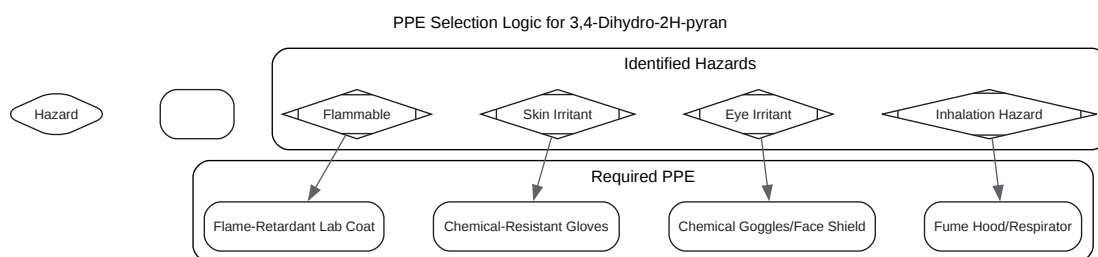 PPE Selection Logic for 3,4-Dihydro-2H-pyran
Identified Hazards
Hazard
Flammable
Skin Irritant
Eye Irritant
Inhalation Hazard
Required PPE
Flame-Retardant Lab Coat
Chemical-Resistant Gloves
Chemical Goggles/Face Shield
Fume Hood/Respirator